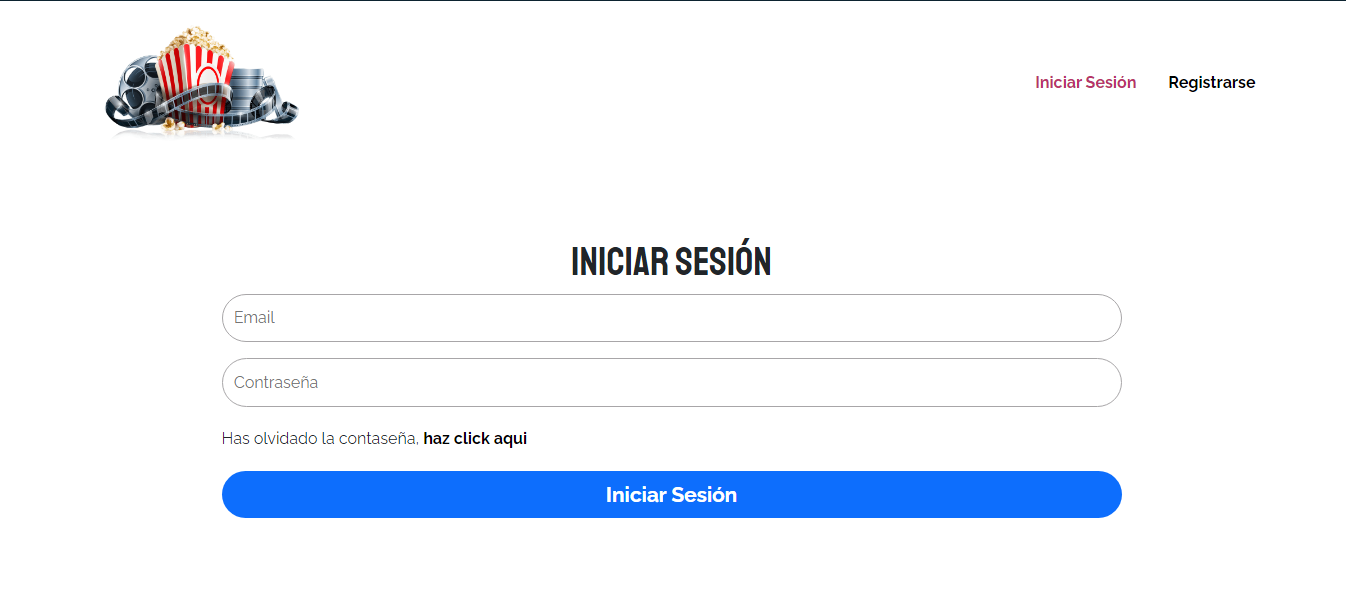 Iniciar Sesión Registrarse
INICIAR SESIÓN
Email
Contraseña
Has olvidado la contaseña, haz click aqui
Iniciar Sesión